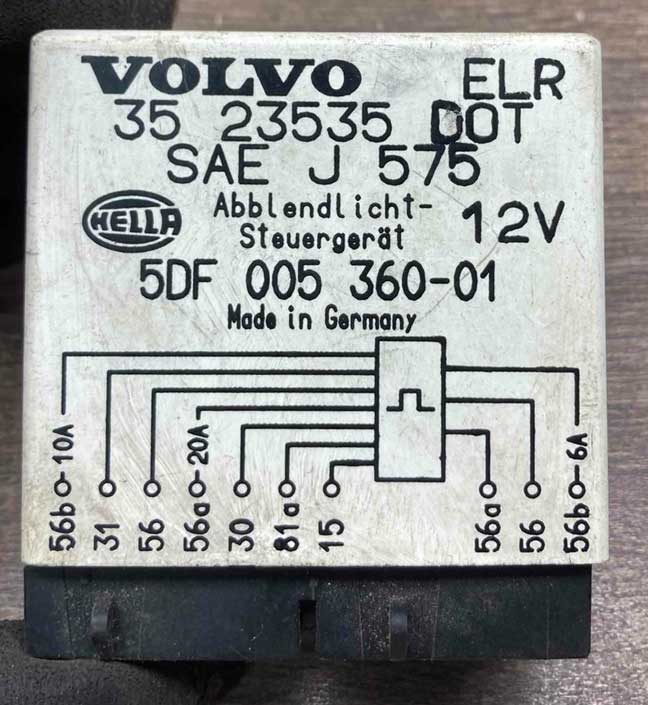 VOLVO ELR
35 23535 DOT
SAE J 575
HELLA Abblendlicht-
Steuergerät 12V
5DF 005 360-01
Made in Germany
56b -10A
31
56
56a -20A
30
81a
15
56a
56
56b -6A